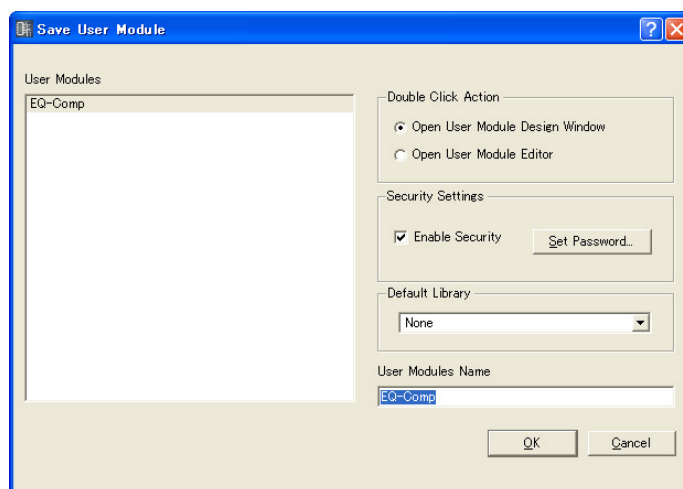 Save User Module
User Modules
EQ-Comp
Double Click Action
Open User Module Design Window
Open User Module Editor
Security Settings
Enable Security
Set Password...
Default Library
None
User Modules Name
EQ-Comp
OK
Cancel